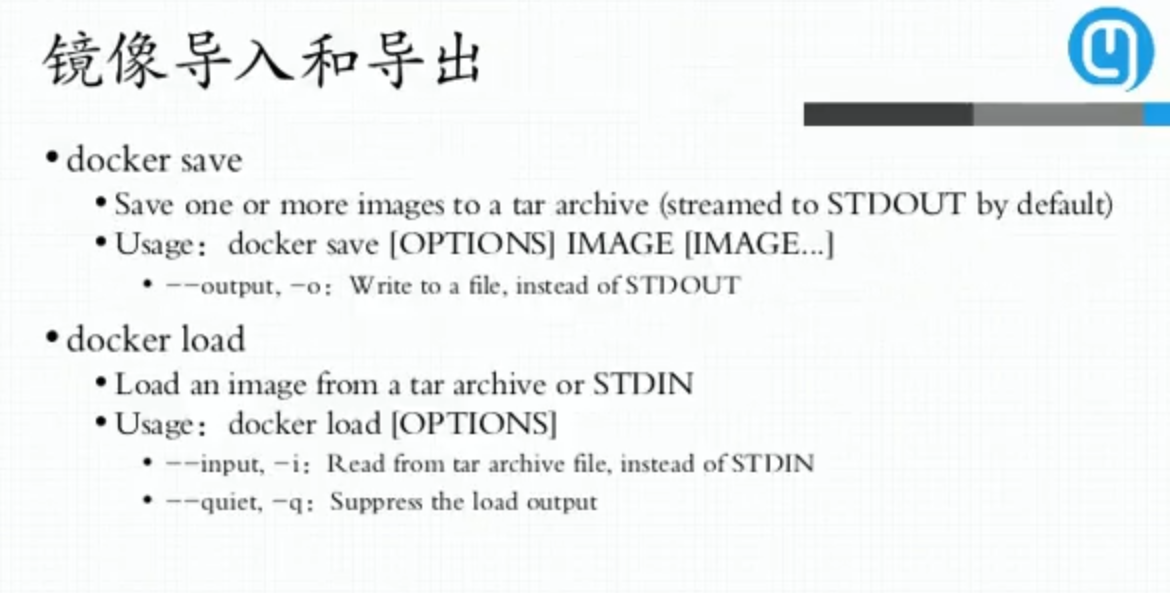 镜像导入和导出
•docker save
•Save one or more images to a tar archive (streamed to STDOUT by default)
•Usage： docker save [OPTIONS] IMAGE [IMAGE...]
•--output, -o： Write to a file, instead of STDOUT
•docker load
•Load an image from a tar archive or STDIN
•Usage： docker load [OPTIONS]
•--input, -i： Read from tar archive file, instead of STDIN
•--quiet, -q： Suppress the load output